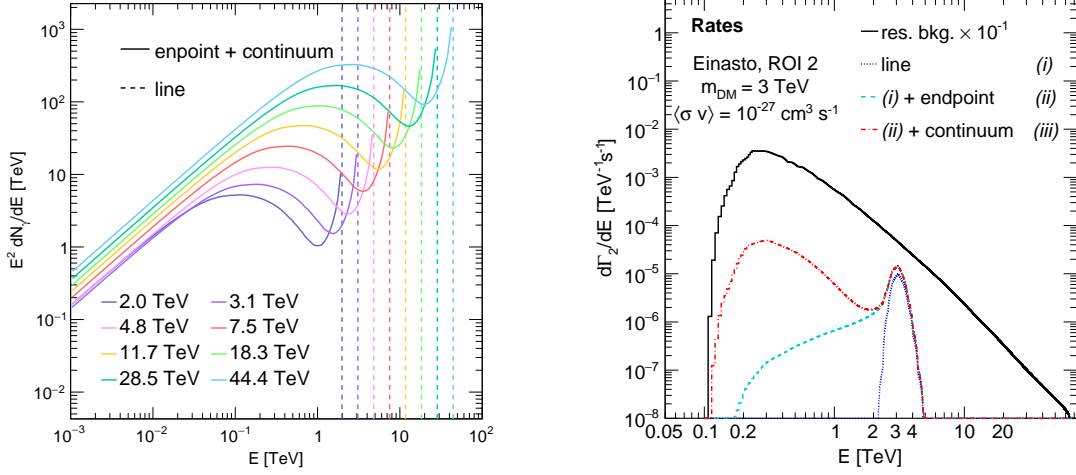 10³
10²
10
1
10⁻¹
10⁻²
E² dNᵧ/dE [TeV]
enpoint + continuum
line
2.0 TeV 3.1 TeV
4.8 TeV 7.5 TeV
11.7 TeV 18.3 TeV
28.5 TeV 44.4 TeV
10⁻³ 10⁻² 10⁻¹ 1 10 10²
E [TeV]
1
10⁻¹
10⁻²
10⁻³
10⁻⁴
10⁻⁵
10⁻⁶
10⁻⁷
10⁻⁸
dΓ₂/dE [TeV⁻¹s⁻¹]
Rates
Einasto, ROI 2
m_DM = 3 TeV
⟨σ v⟩ = 10⁻²⁷ cm³ s⁻¹
res. bkg. × 10⁻¹
line (i)
(i) + endpoint (ii)
(ii) + continuum (iii)
0.05 0.1 0.2 1 2 3 4 10 20
E [TeV]